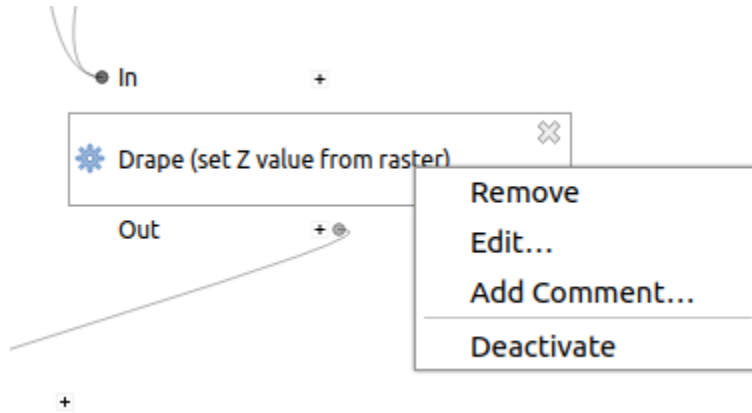 In
+
Drape (set Z value from raster)
Remove
Out
+
Edit...
Add Comment...
Deactivate
+